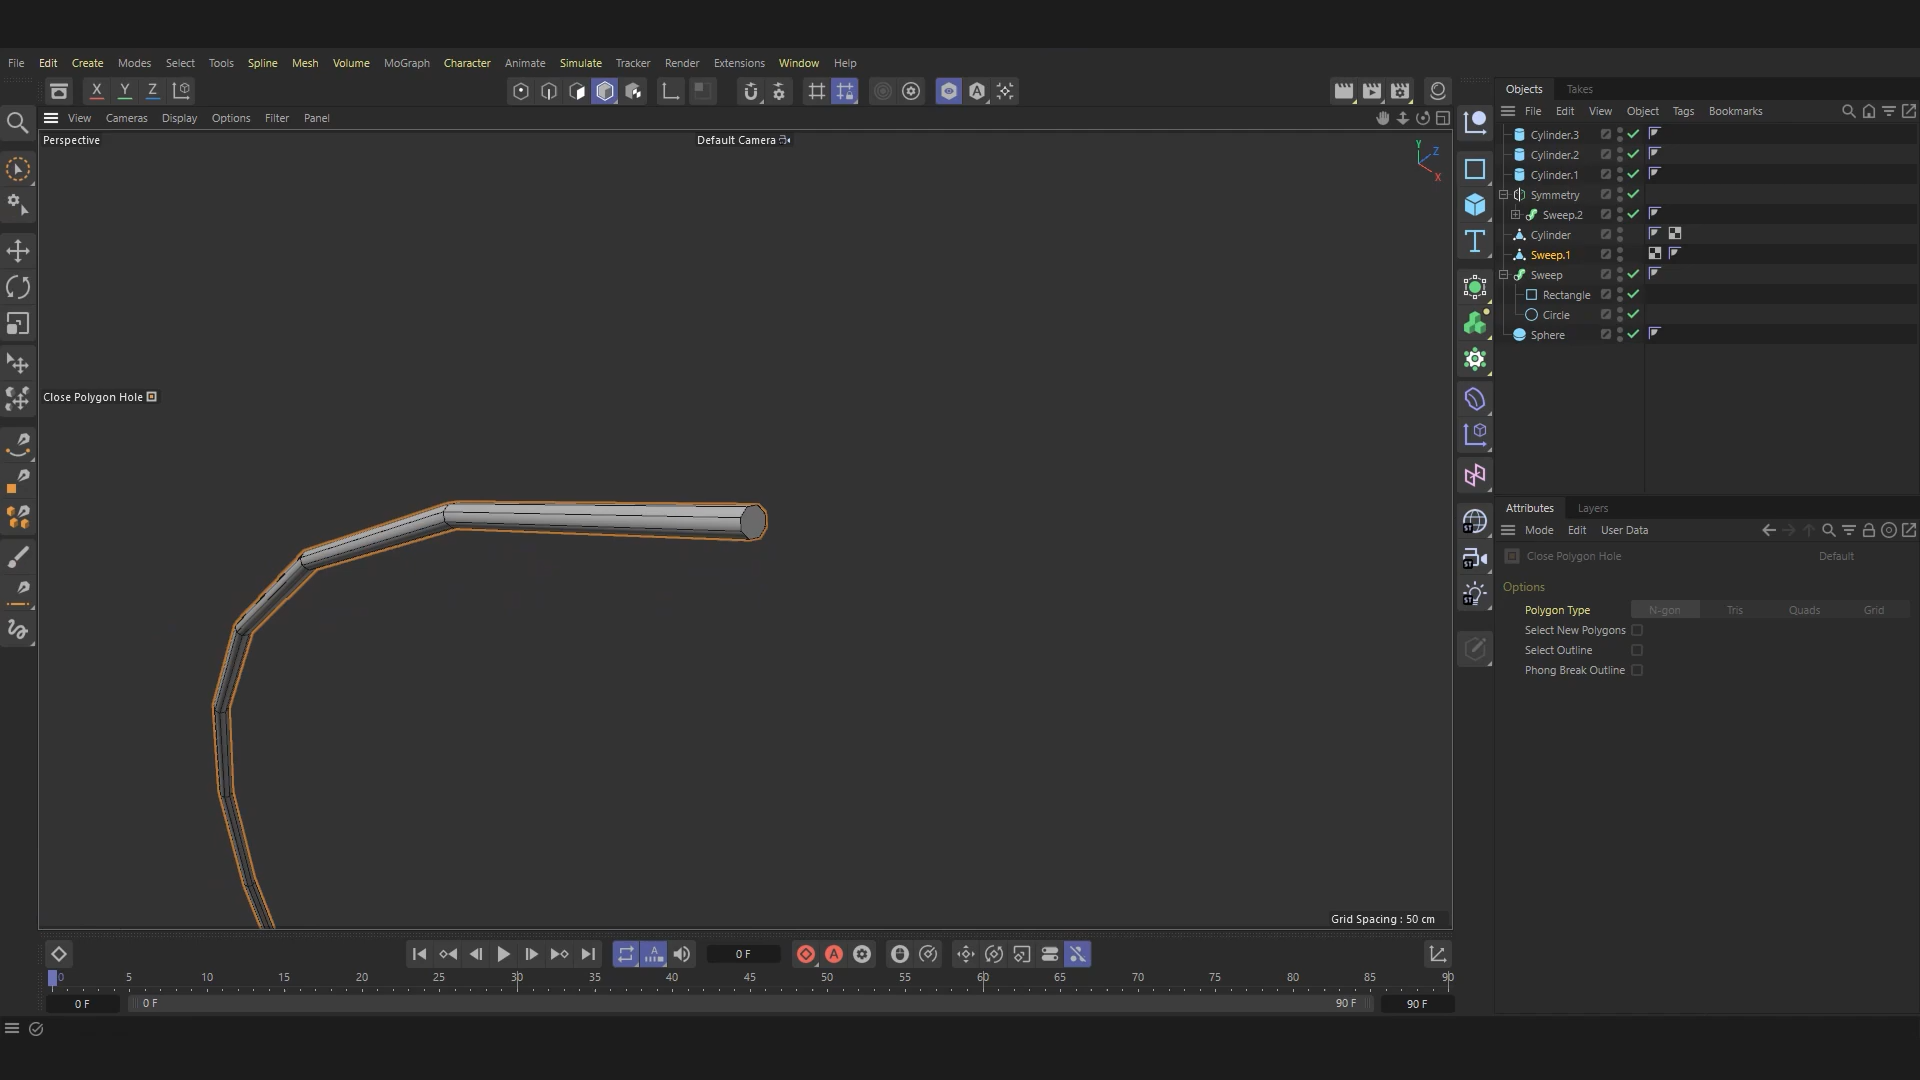 File Edit Create Modes Select Tools Spline Mesh Volume MoGraph Character Animate Simulate Tracker Render Extensions Window Help
X Y Z
A
View Cameras Display Options Filter Panel
Perspective
Default Camera
Y
Z
X
Close Polygon Hole
Grid Spacing : 50 cm
T
ST
ST
ST
Objects Takes
File Edit View Object Tags Bookmarks
Cylinder.3
Cylinder.2
Cylinder.1
Symmetry
Sweep.2
Cylinder
Sweep.1
Sweep
Rectangle
Circle
Sphere
Attributes Layers
Mode Edit User Data
Close Polygon Hole Default
Options
Polygon Type N-gon Tris Quads Grid
Select New Polygons
Select Outline
Phong Break Outline
A
0 F
A
0 5 10 15 20 25 30 35 40 45 50 55 60 65 70 75 80 85 90
0 F 0 F 90 F 90 F